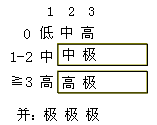 1 2 3
0 低 中 高
1-2 中 中 极
≧3 高 高 极
并：极 极 极